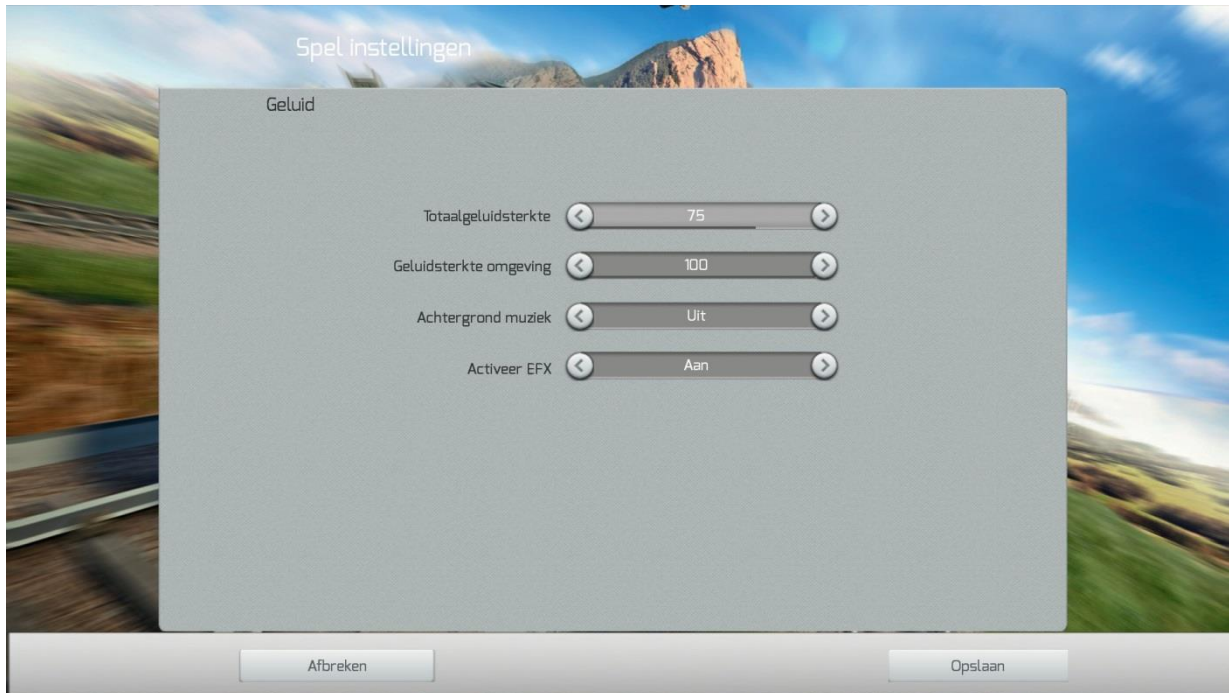 Spel instellingen
Geluid
Totaalgeluidsterkte 75
Geluidsterkte omgeving 100
Achtergrond muziek Uit
Activeer EFX Aan
Afbreken Opslaan